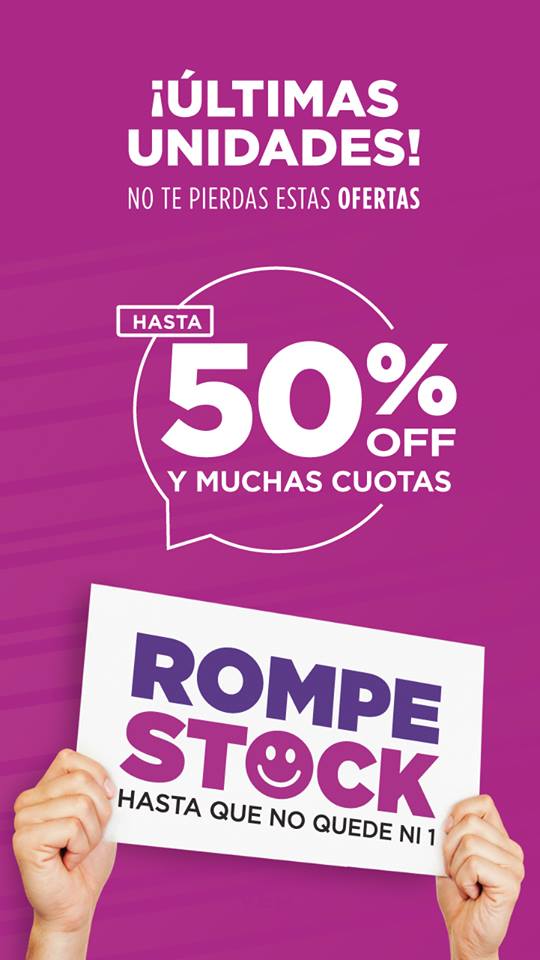 ¡ÚLTIMAS
UNIDADES!
NO TE PIERDAS ESTAS OFERTAS
HASTA
50%
OFF
Y MUCHAS CUOTAS
ROMPE
STOCK
HASTA QUE NO QUEDE NI 1